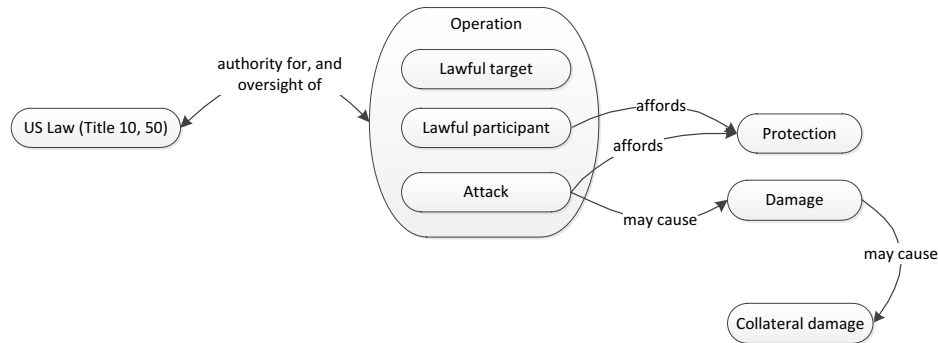 Operation
Lawful target
authority for, and
oversight of
US Law (Title 10, 50)
Lawful participant
affords
Protection
affords
Attack
Damage
may cause
may cause
Collateral damage